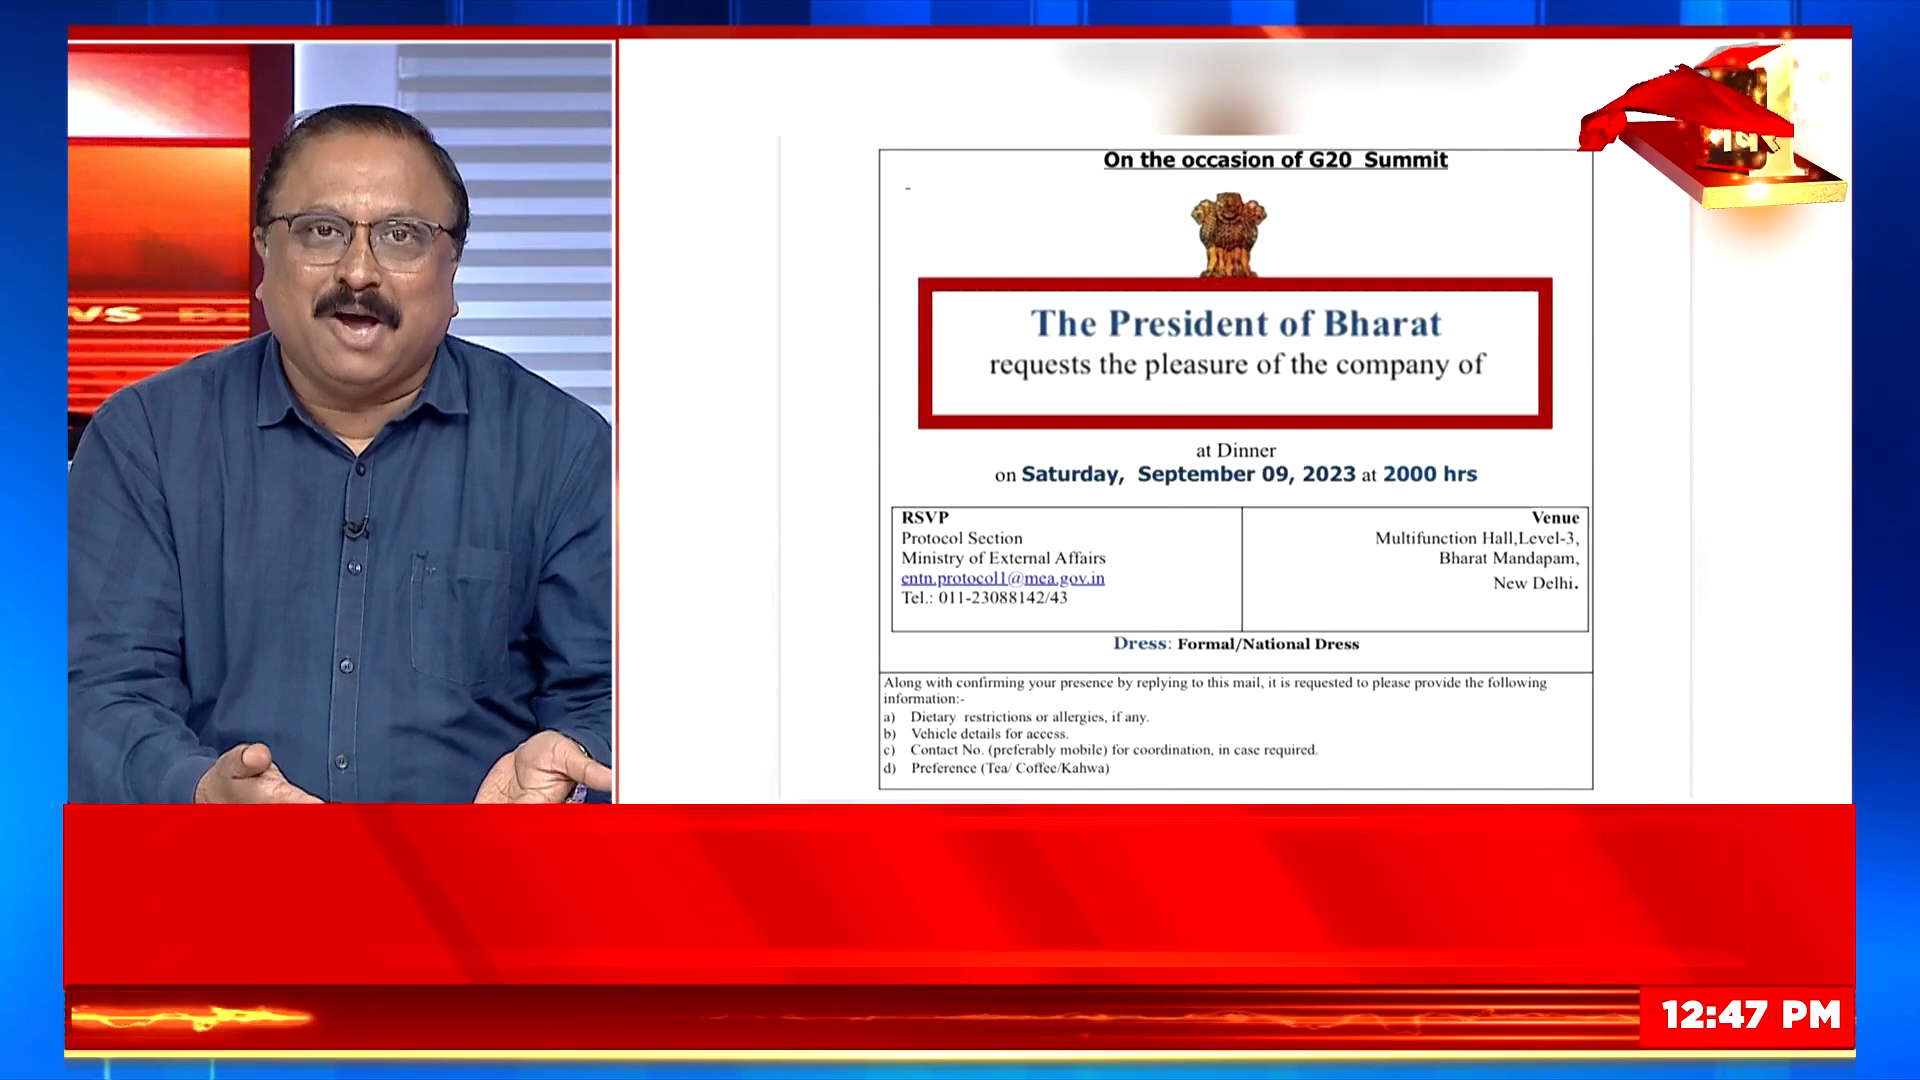 On the occasion of G20 Summit
The President of Bharat
requests the pleasure of the company of
at Dinner
on Saturday, September 09, 2023 at 2000 hrs
RSVP
Protocol Section
Ministry of External Affairs
entn.protocol1@mea.gov.in
Tel.: 011-23088142/43
Venue
Multifunction Hall,Level-3,
Bharat Mandapam,
New Delhi.
Dress: Formal/National Dress
Along with confirming your presence by replying to this mail, it is requested to please provide the following
information:-
a) Dietary restrictions or allergies, if any.
b) Vehicle details for access.
c) Contact No. (preferably mobile) for coordination, in case required.
d) Preference (Tea/ Coffee/Kahwa)
12:47 PM